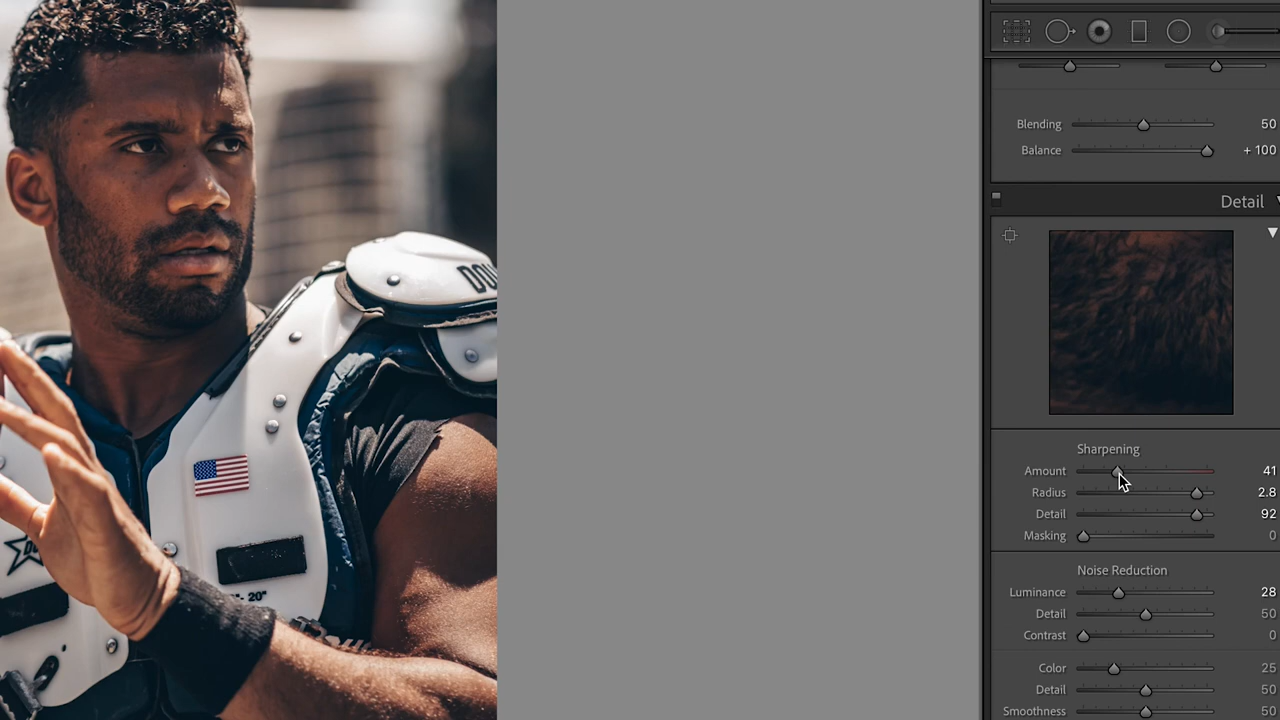 Blending 50
Balance + 100
Detail
Sharpening
Amount 41
Radius 2.8
Detail 92
Masking 0
Noise Reduction
Luminance 28
Detail 50
Contrast 0
Color 25
Detail 50
Smoothness 50
DOU
- 20"